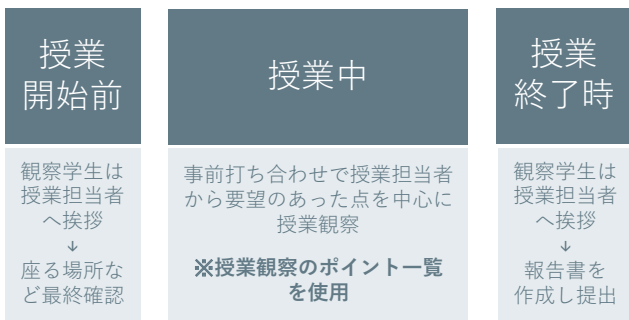 授業
開始前
観察学生は
授業担当者
へ挨拶
↓
座る場所な
ど最終確認
授業中
事前打ち合わせで授業担当者
から要望のあった点を中心に
授業観察
※授業観察のポイント一覧
を使用
授業
終了時
観察学生は
授業担当者
へ挨拶
↓
報告書を
作成し提出